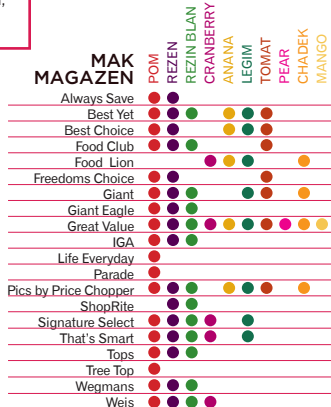 MAK
MAGAZEN
POM
REZEN
REZIN BLAN
CRANBERRY
ANANA
LEGIM
TOMAT
PEAR
CHADEK
MANGO
Always Save
Best Yet
Best Choice
Food Club
Food Lion
Freedoms Choice
Giant
Giant Eagle
Great Value
IGA
Life Everyday
Parade
Pics by Price Chopper
ShopRite
Signature Select
That's Smart
Tops
Tree Top
Wegmans
Weis